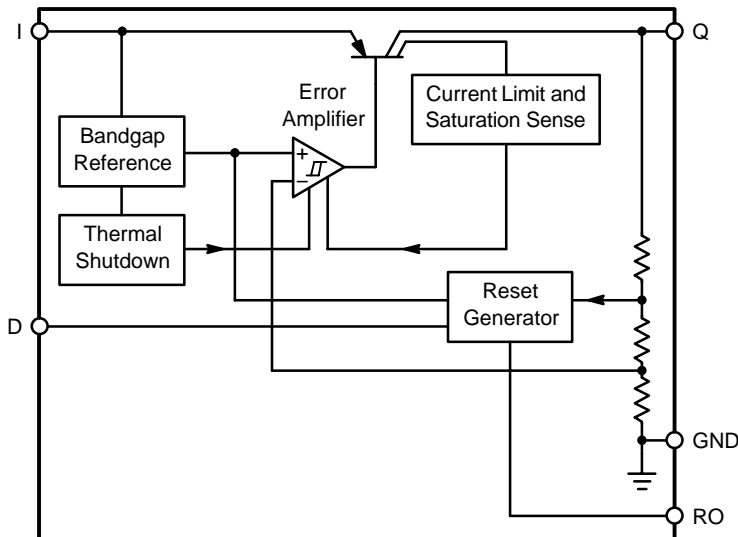 I
Q
Error
Amplifier
Current Limit and
Saturation Sense
Bandgap
Reference
+
−
Thermal
Shutdown
Reset
Generator
D
GND
RO